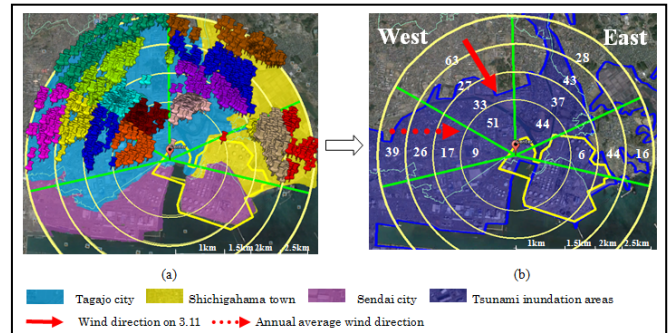 West
East
63
28
27
43
33
37
51
44
39
26
17
9
6
44
16
1km
1.5km
2km
2.5km
1km
1.5km
2km
2.5km
(a)
(b)
Tagajo city
Shichigahama town
Sendai city
Tsunami inundation areas
Wind direction on 3.11
Annual average wind direction